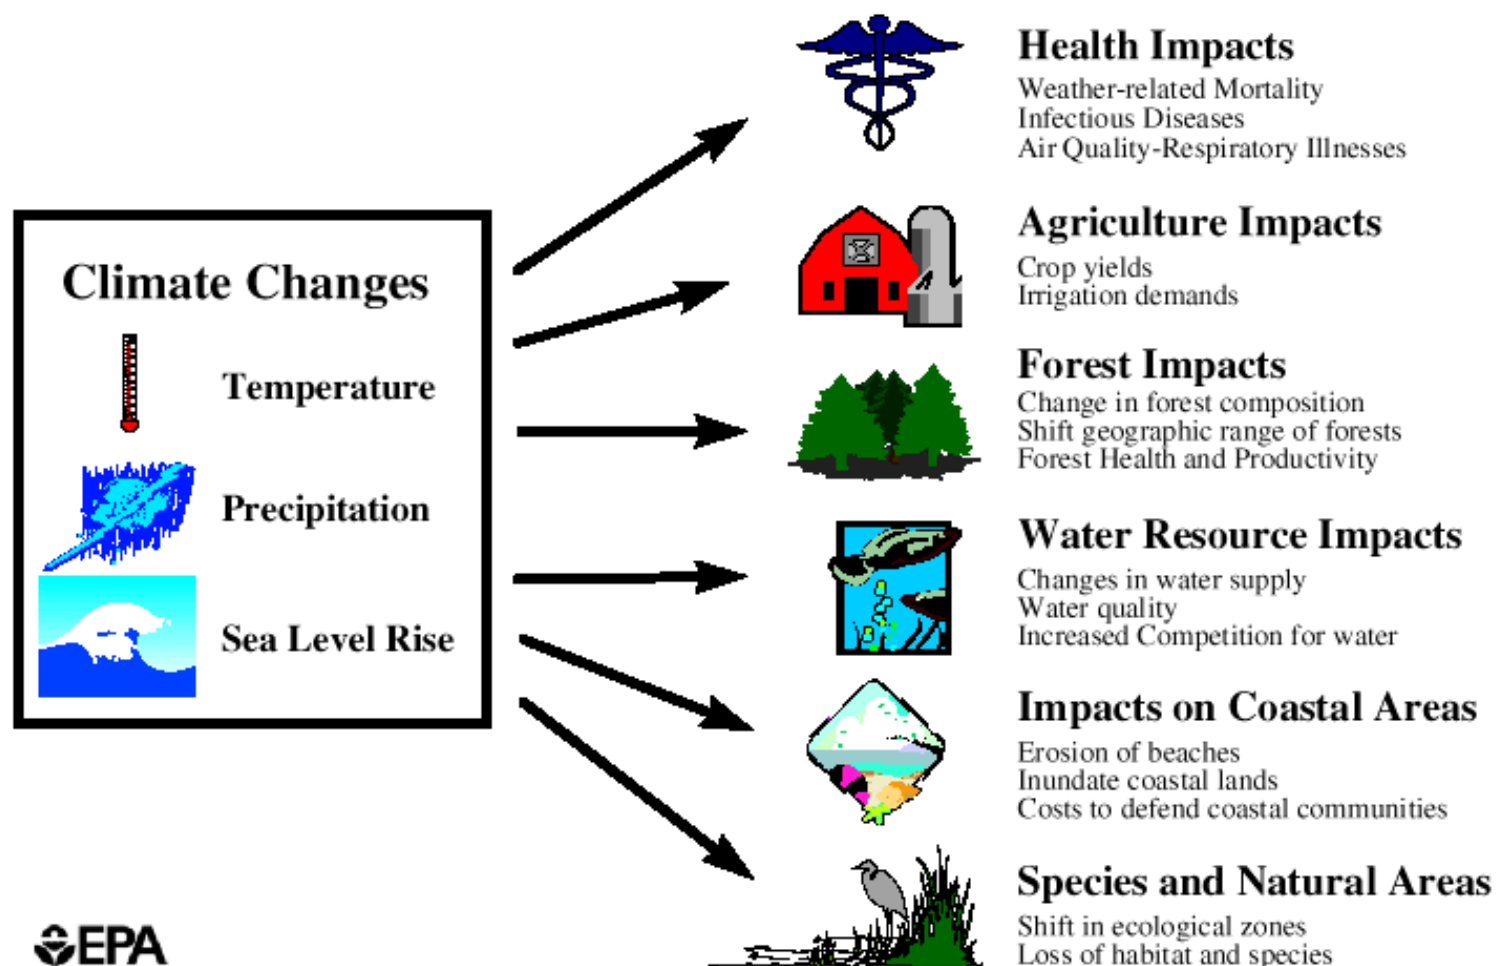 Climate Changes
Temperature
Precipitation
Sea Level Rise
Health Impacts
Weather-related Mortality
Infectious Diseases
Air Quality-Respiratory Illnesses
Agriculture Impacts
Crop yields
Irrigation demands
Forest Impacts
Change in forest composition
Shift geographic range of forests
Forest Health and Productivity
Water Resource Impacts
Changes in water supply
Water quality
Increased Competition for water
Impacts on Coastal Areas
Erosion of beaches
Inundate coastal lands
Costs to defend coastal communities
Species and Natural Areas
Shift in ecological zones
Loss of habitat and species
EPA